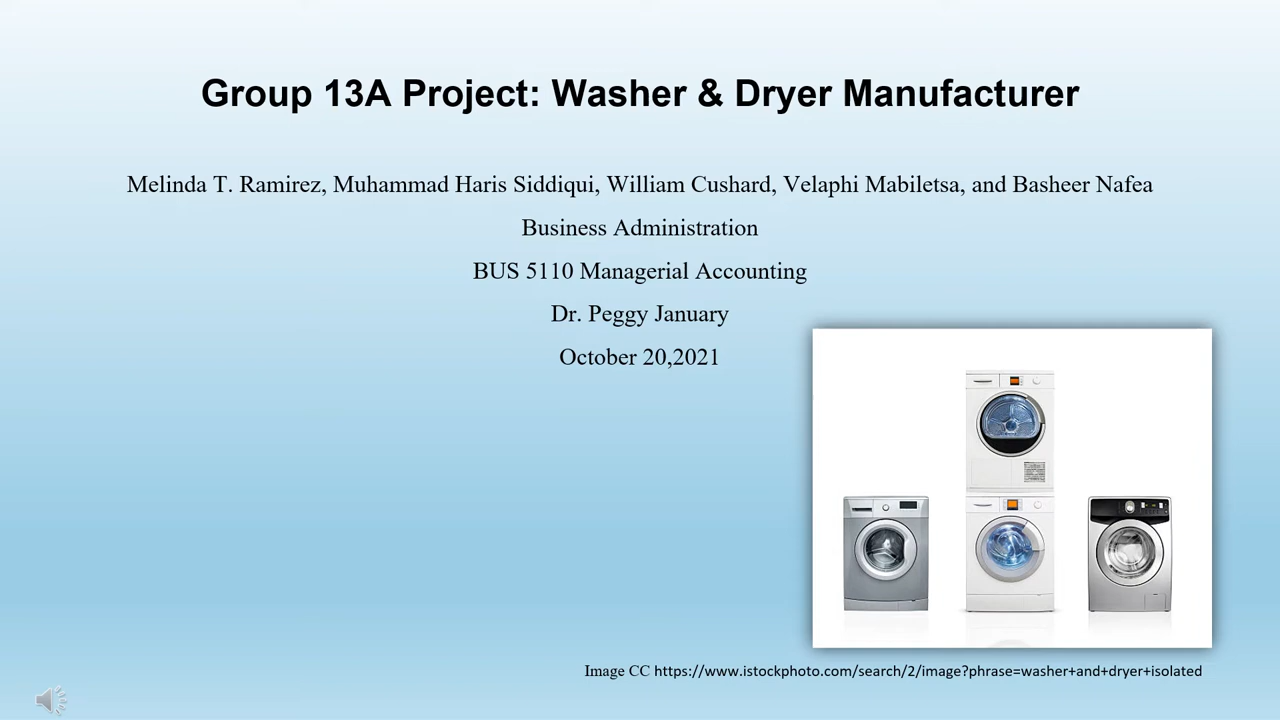 Group 13A Project: Washer & Dryer Manufacturer
Melinda T. Ramirez, Muhammad Haris Siddiqui, William Cushard, Velaphi Mabiletsa, and Basheer Nafea
Business Administration
BUS 5110 Managerial Accounting
Dr. Peggy January
October 20,2021
Image CC https://www.istockphoto.com/search/2/image?phrase=washer+and+dryer+isolated